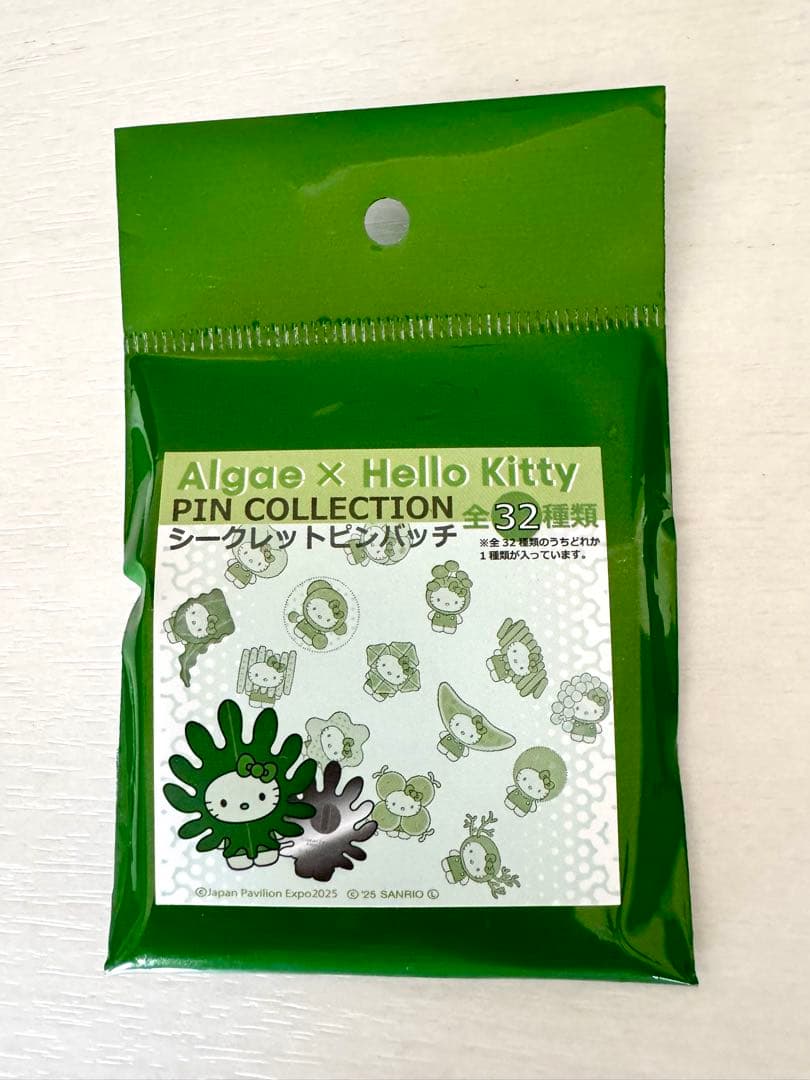 Algae × Hello Kitty
PIN COLLECTION 全32種類
シークレットピンバッチ
※全32種類のうちどれか
1種類が入っています。
©Japan Pavilion Expo2025 © '25 SANRIO Ⓛ